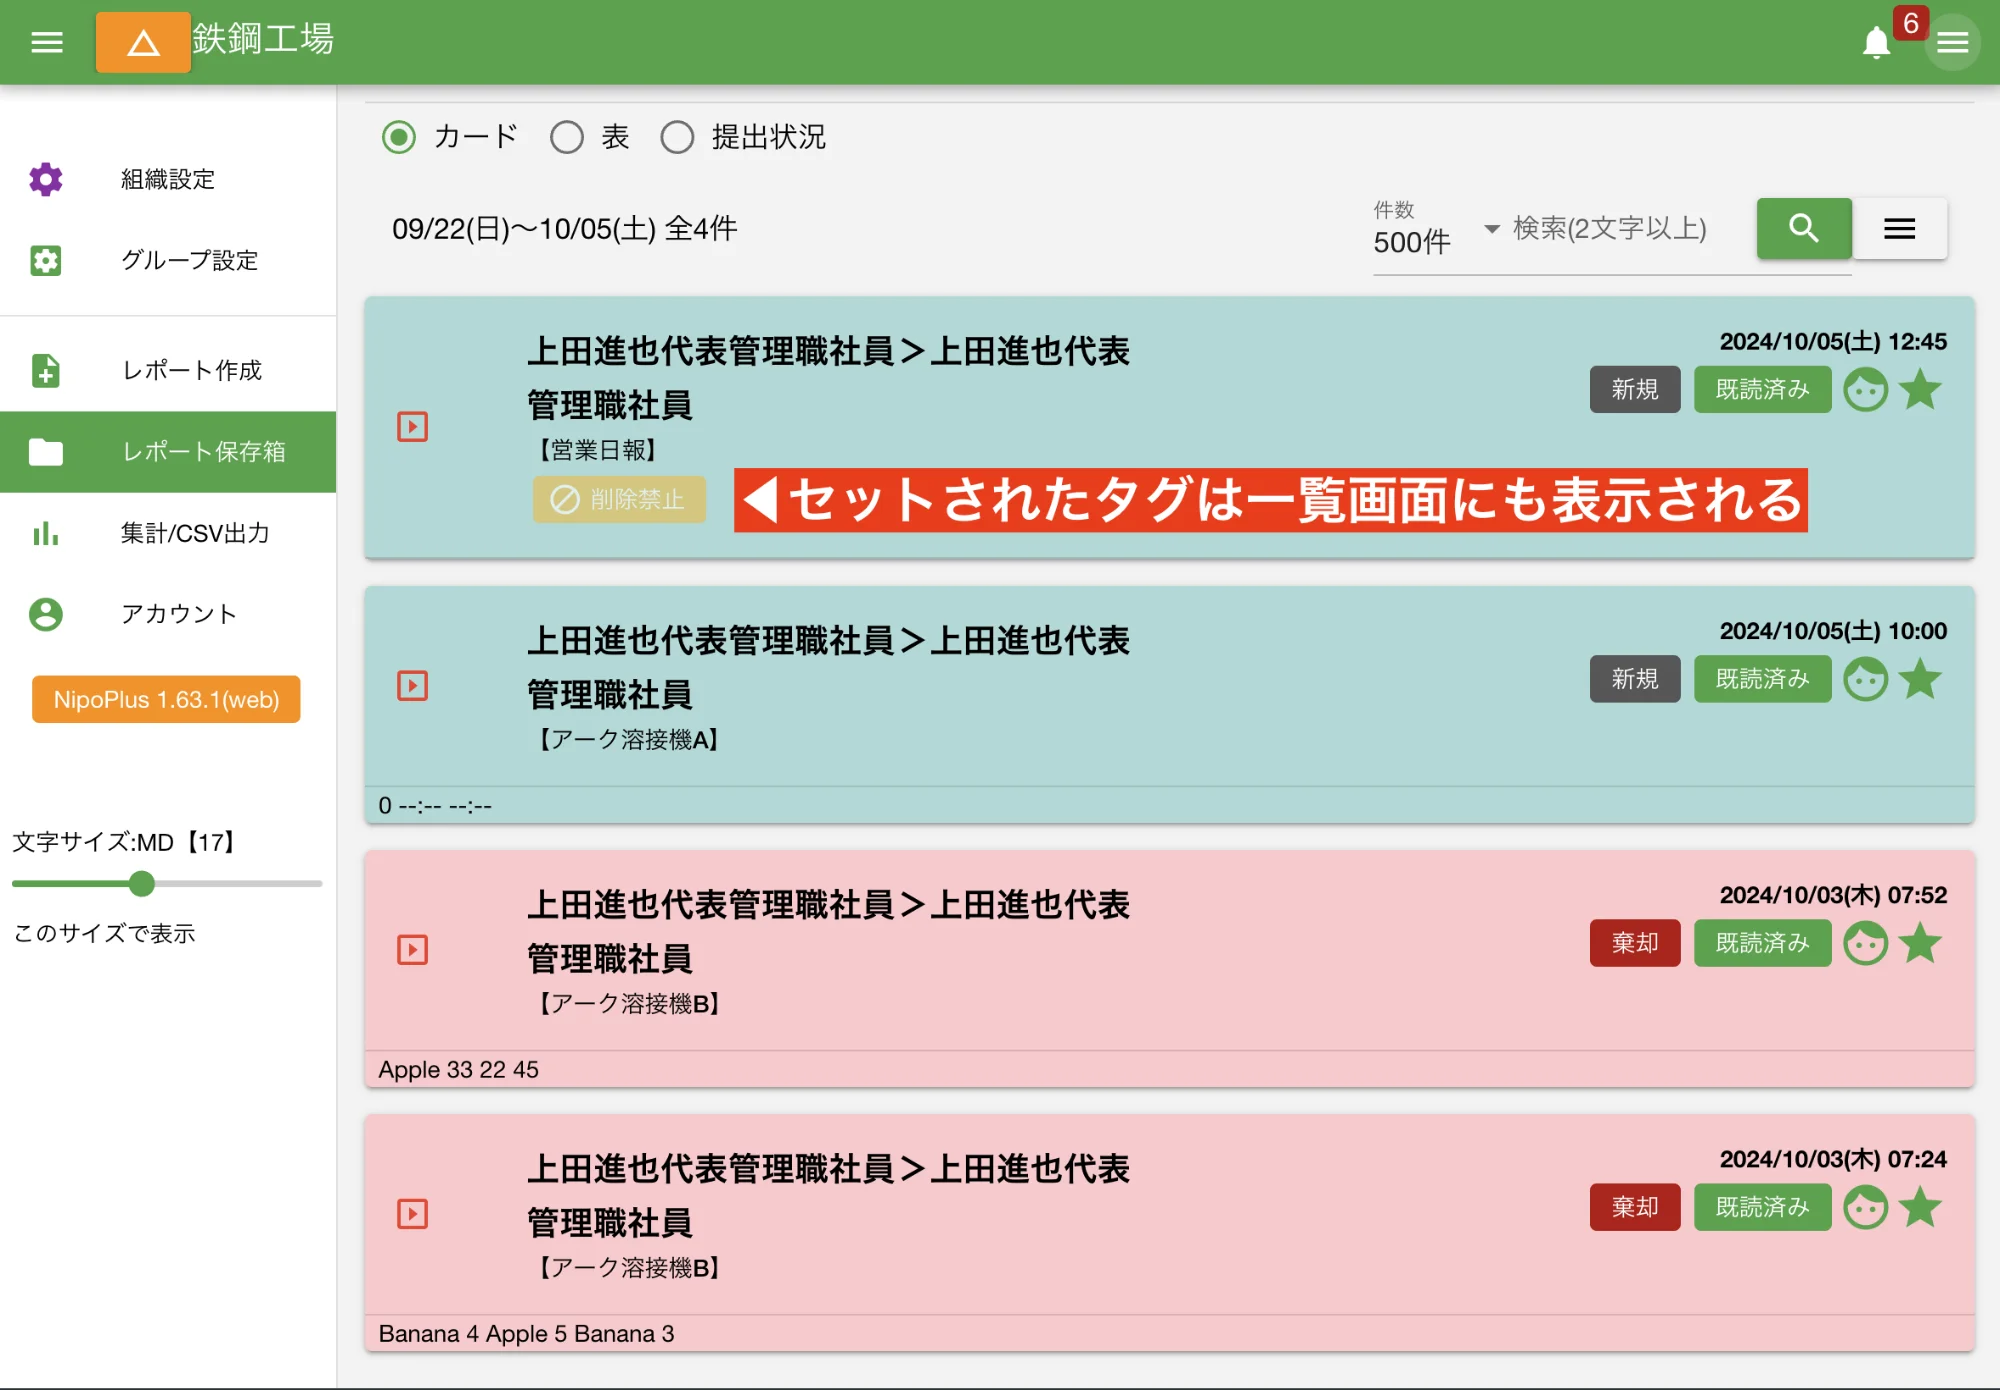 鉄鋼工場
6
組織設定
グループ設定
レポート作成
レポート保存箱
集計/CSV出力
アカウント
NipoPlus 1.63.1(web)
文字サイズ:MD【17】
このサイズで表示
カード 表 提出状況
09/22(日)〜10/05(土) 全4件
件数
500件
検索(2文字以上)
上田進也代表管理職社員＞上田進也代表
管理職社員
【営業日報】
削除禁止
◀セットされたタグは一覧画面にも表示される
2024/10/05(土) 12:45
新規 既読済み
上田進也代表管理職社員＞上田進也代表
管理職社員
【アーク溶接機A】
2024/10/05(土) 10:00
新規 既読済み
0 --:-- --:--
上田進也代表管理職社員＞上田進也代表
管理職社員
【アーク溶接機B】
2024/10/03(木) 07:52
棄却 既読済み
Apple 33 22 45
上田進也代表管理職社員＞上田進也代表
管理職社員
【アーク溶接機B】
2024/10/03(木) 07:24
棄却 既読済み
Banana 4 Apple 5 Banana 3